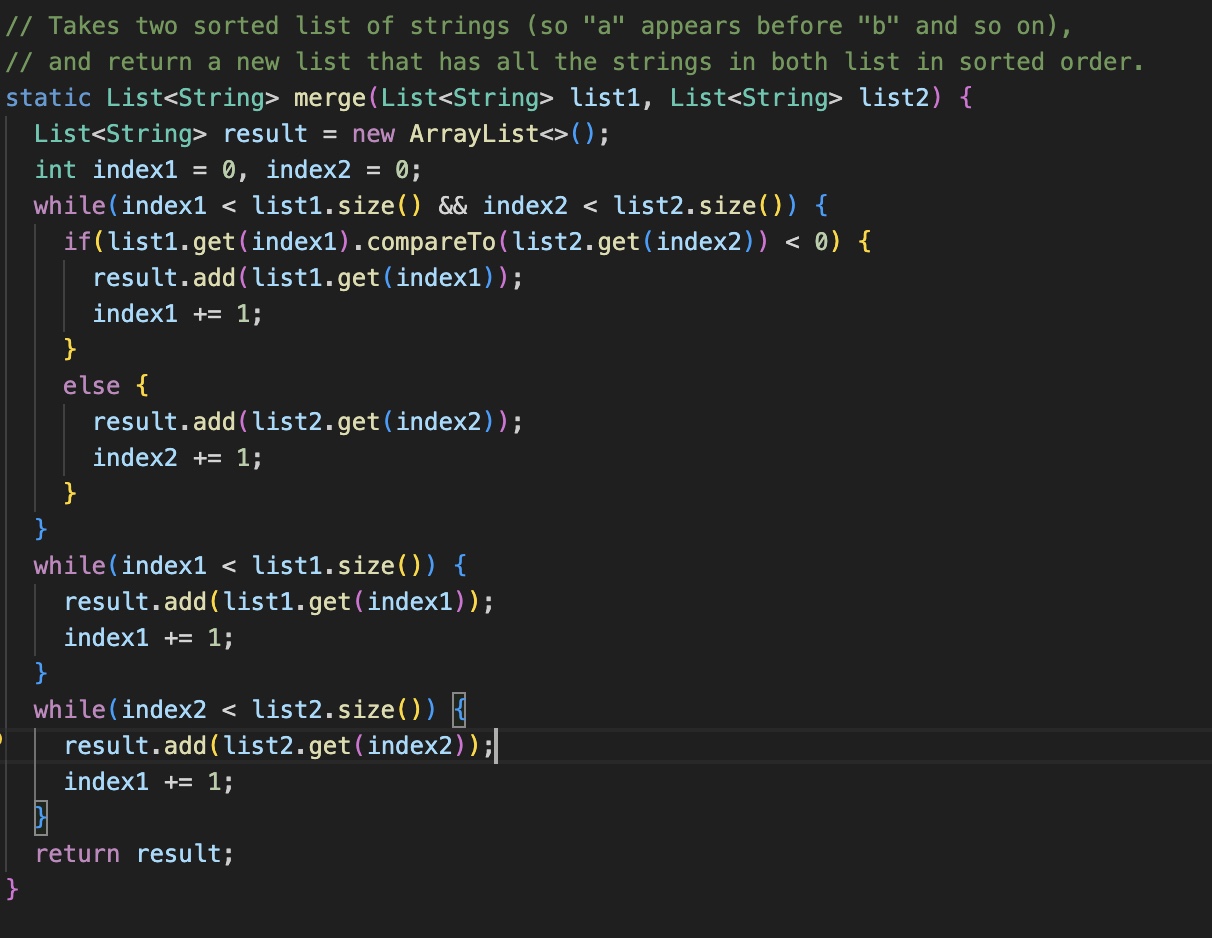 // Takes two sorted list of strings (so "a" appears before "b" and so on),
// and return a new list that has all the strings in both list in sorted order.
static List<String> merge(List<String> list1, List<String> list2) {
  List<String> result = new ArrayList<>();
  int index1 = 0, index2 = 0;
  while(index1 < list1.size() && index2 < list2.size()) {
    if(list1.get(index1).compareTo(list2.get(index2)) < 0) {
      result.add(list1.get(index1));
      index1 += 1;
    }
    else {
      result.add(list2.get(index2));
      index2 += 1;
    }
  }
  while(index1 < list1.size()) {
    result.add(list1.get(index1));
    index1 += 1;
  }
  while(index2 < list2.size()) {
    result.add(list2.get(index2));
    index1 += 1;
  }
  return result;
}